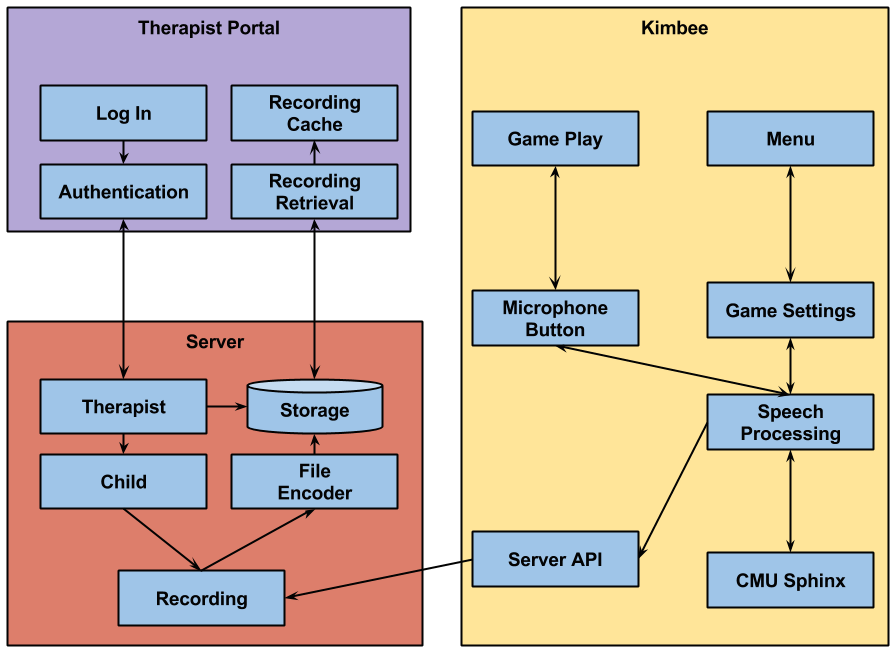 Therapist Portal
Log In
Recording
Cache
Authentication
Recording
Retrieval
Server
Therapist
Storage
Child
File
Encoder
Recording
Kimbee
Game Play
Menu
Microphone
Button
Game Settings
Speech
Processing
Server API
CMU Sphinx